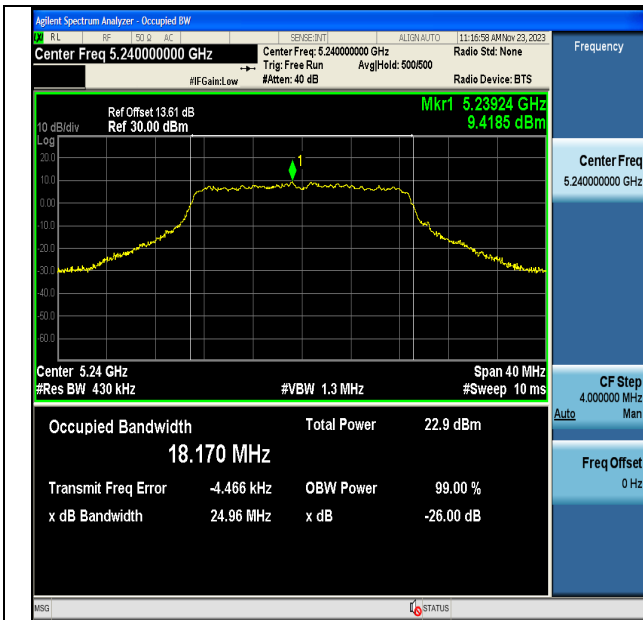 Agilent Spectrum Analyzer - Occupied BW
RL RF 50 Ω AC SENSE:INT ALIGN AUTO 11:16:58 AM Nov 23, 2023
Center Freq 5.240000000 GHz
Center Freq: 5.240000000 GHz
Radio Std: None
Trig: Free Run Avg|Hold: 500/500
#IFGain:Low
#Atten: 40 dB
Radio Device: BTS
Mkr1 5.23924 GHz
9.4185 dBm
Ref Offset 13.61 dB
10 dB/div Ref 30.00 dBm
Log
20.0
10.0
0.00
-10.0
-20.0
-30.0
-40.0
-50.0
-60.0
1
Center 5.24 GHz
Span 40 MHz
#Res BW 430 kHz
#VBW 1.3 MHz
#Sweep 10 ms
Occupied Bandwidth
18.170 MHz
Total Power 22.9 dBm
Transmit Freq Error -4.466 kHz
OBW Power 99.00 %
x dB Bandwidth 24.96 MHz
x dB -26.00 dB
MSG
STATUS
Frequency
Center Freq
5.240000000 GHz
CF Step
4.000000 MHz
Auto Man
Freq Offset
0 Hz